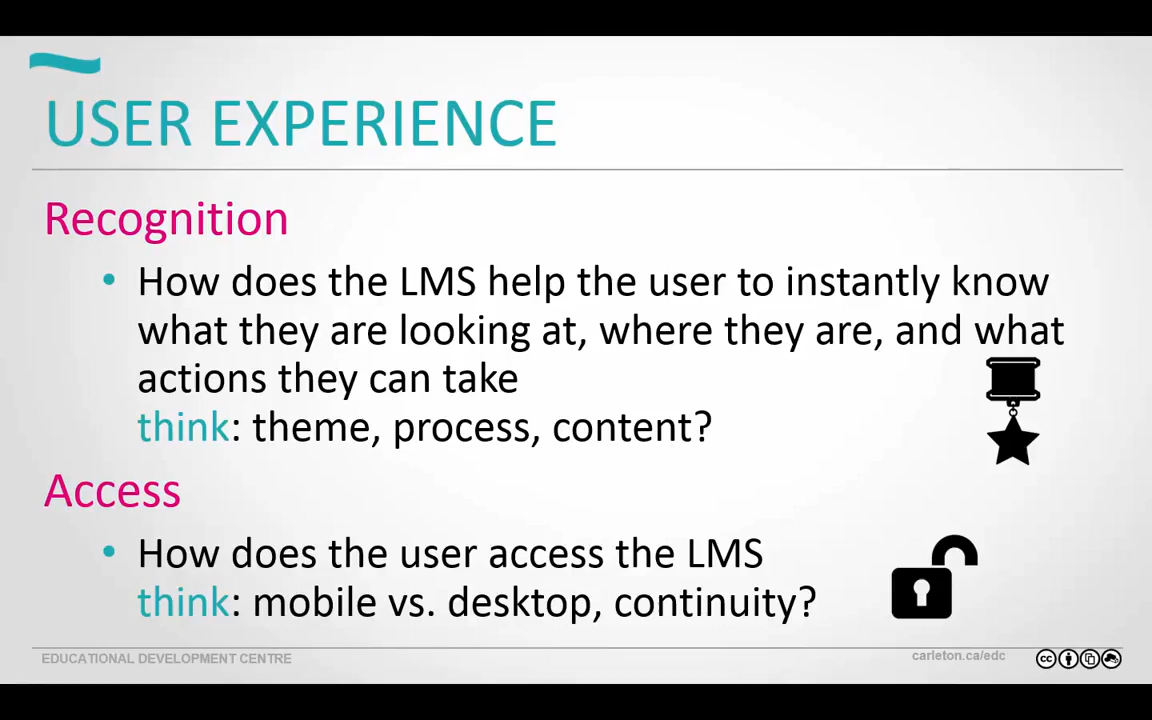 USER EXPERIENCE
Recognition
• How does the LMS help the user to instantly know
what they are looking at, where they are, and what
actions they can take
think: theme, process, content?
Access
• How does the user access the LMS
think: mobile vs. desktop, continuity?
EDUCATIONAL DEVELOPMENT CENTRE
carleton.ca/edc
cc